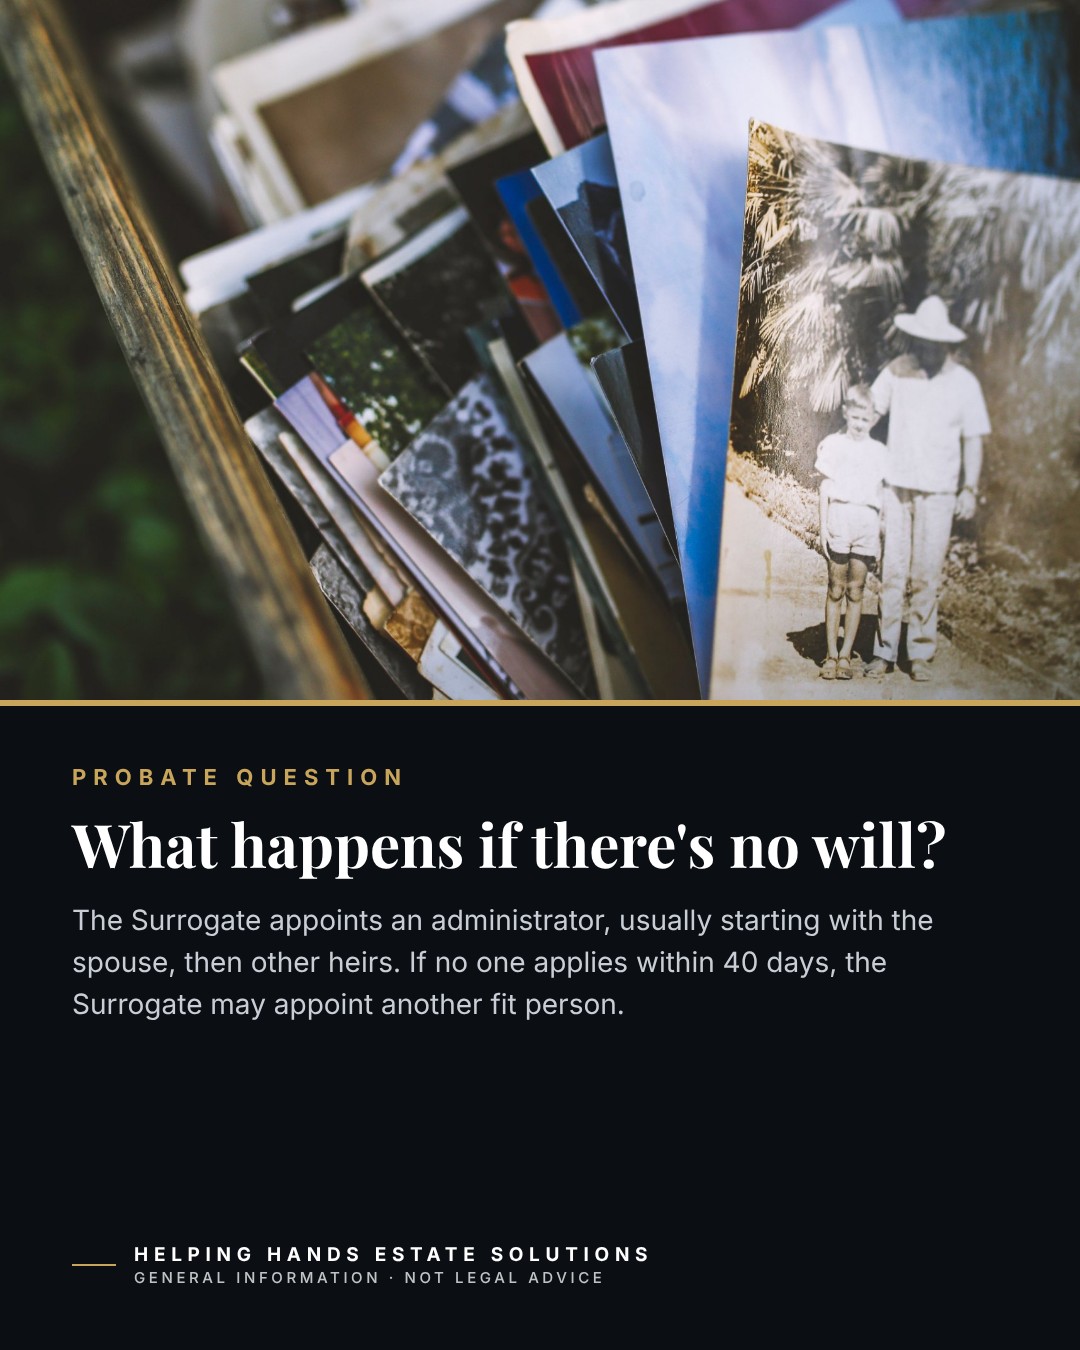 PROBATE QUESTION
What happens if there's no will?
The Surrogate appoints an administrator, usually starting with the
spouse, then other heirs. If no one applies within 40 days, the
Surrogate may appoint another fit person.
HELPING HANDS ESTATE SOLUTIONS
GENERAL INFORMATION · NOT LEGAL ADVICE